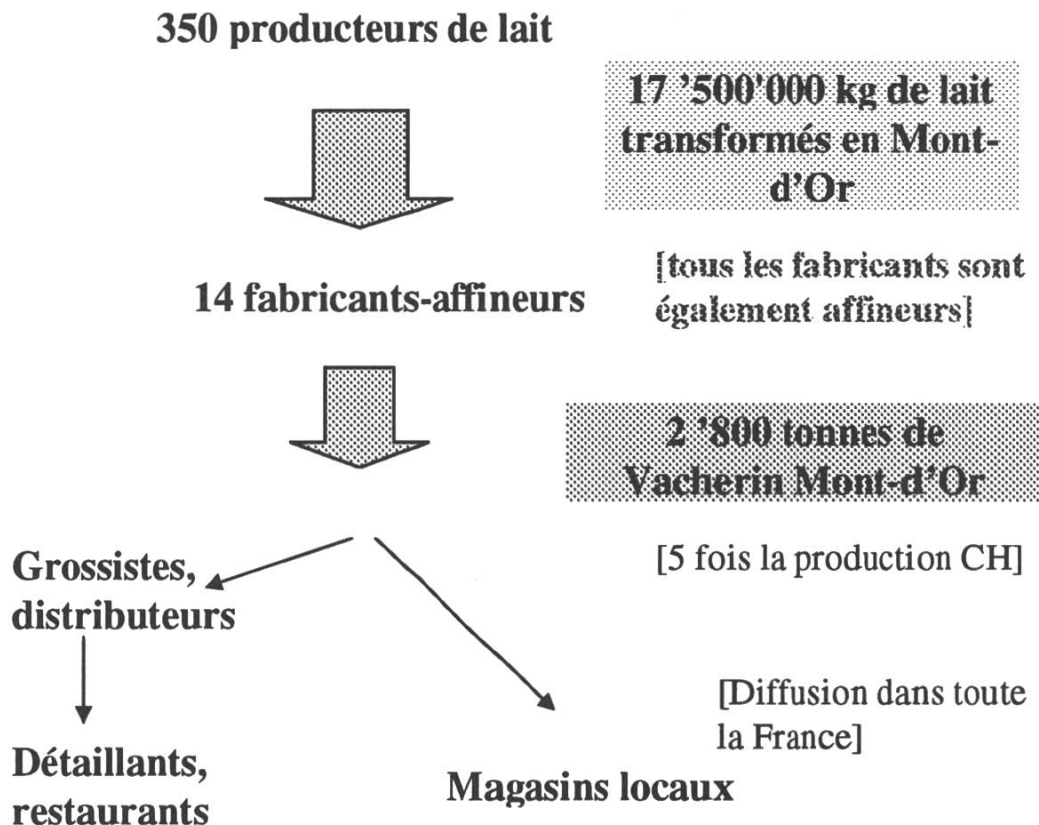 350 producteurs de lait
17 '500'000 kg de lait
transformés en Mont-
d'Or
[tous les fabricants sont
également affineurs]
14 fabricants-affineurs
2 '800 tonnes de
Vacherin Mont-d'Or
[5 fois la production CH]
Grossistes,
distributeurs
[Diffusion dans toute
la France]
Détaillants,
restaurants
Magasins locaux